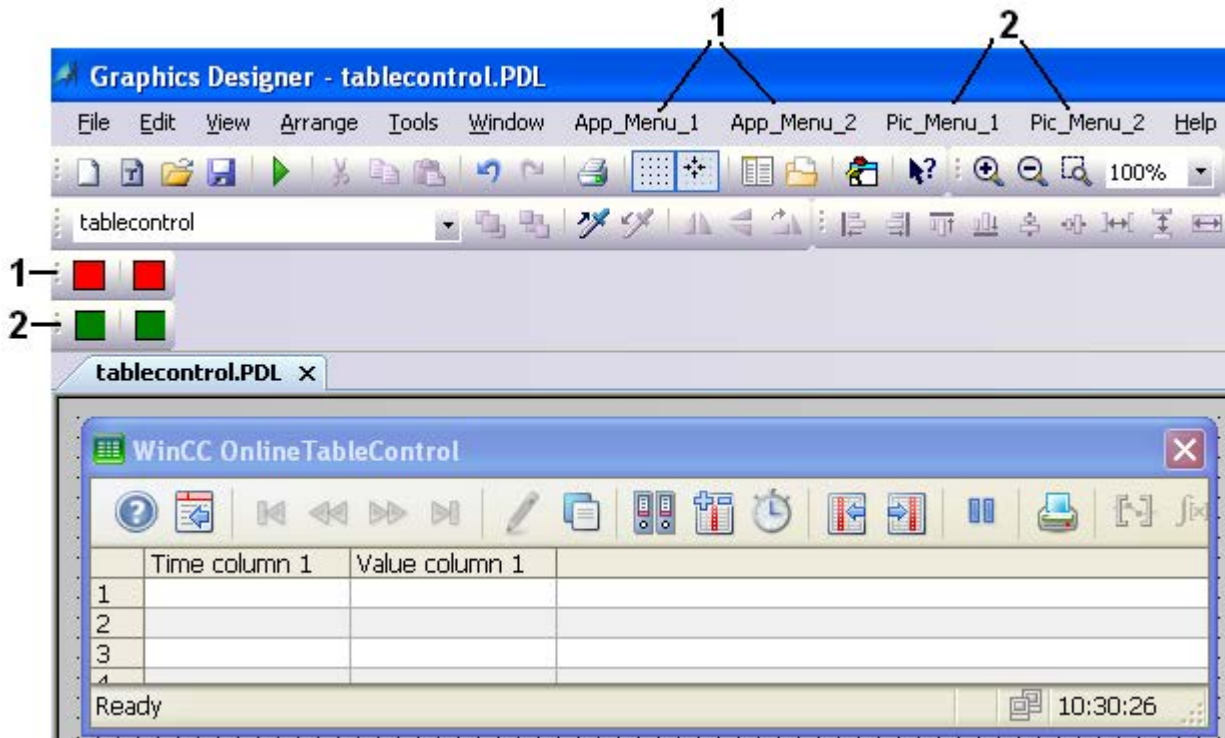 1 2
Graphics Designer - tablecontrol.PDL
File Edit View Arrange Tools Window App_Menu_1 App_Menu_2 Pic_Menu_1 Pic_Menu_2 Help
100%
tablecontrol
1
2
tablecontrol.PDL X
WinCC OnlineTableControl
Time column 1 Value column 1
1
2
3
4
Ready 10:30:26